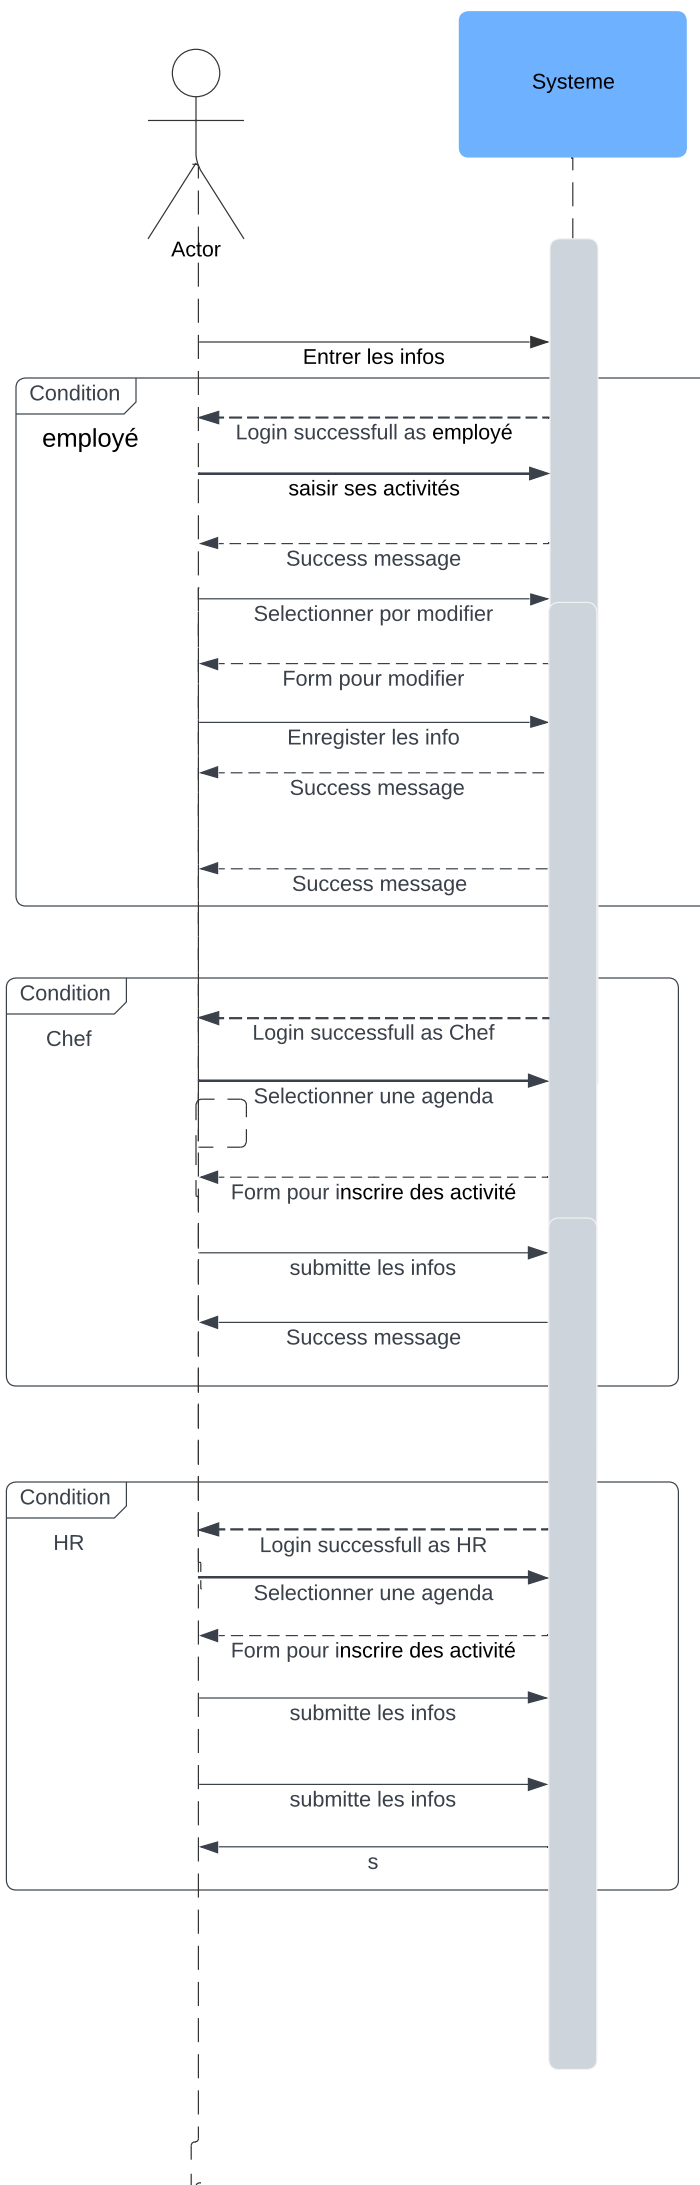 Systeme
Actor
Entrer les infos
Condition
employé
Login successfull as employé
saisir ses activités
Success message
Selectionner por modifier
Form pour modifier
Enregister les info
Success message
Success message
Condition
Chef
Login successfull as Chef
Selectionner une agenda
Form pour inscrire des activité
submitte les infos
Success message
Condition
HR
Login successfull as HR
Selectionner une agenda
Form pour inscrire des activité
submitte les infos
submitte les infos
s